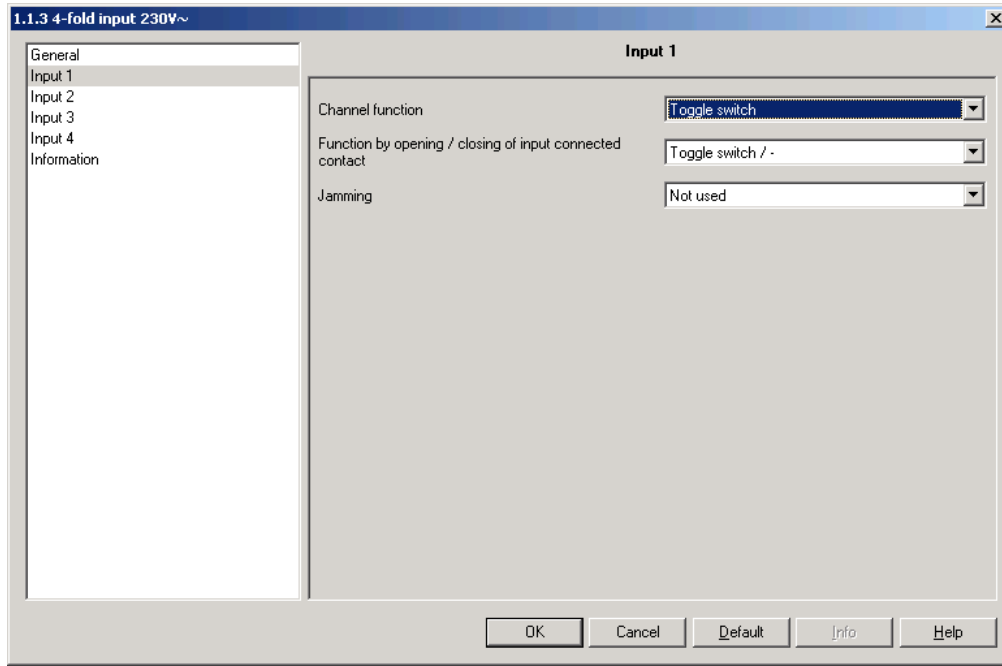 1.1.3 4-fold input 230V~
General
Input 1
Input 2
Input 3
Input 4
Information
Input 1
Channel function
Toggle switch
Function by opening / closing of input connected
contact
Toggle switch / -
Jamming
Not used
OK
Cancel
Default
Info
Help